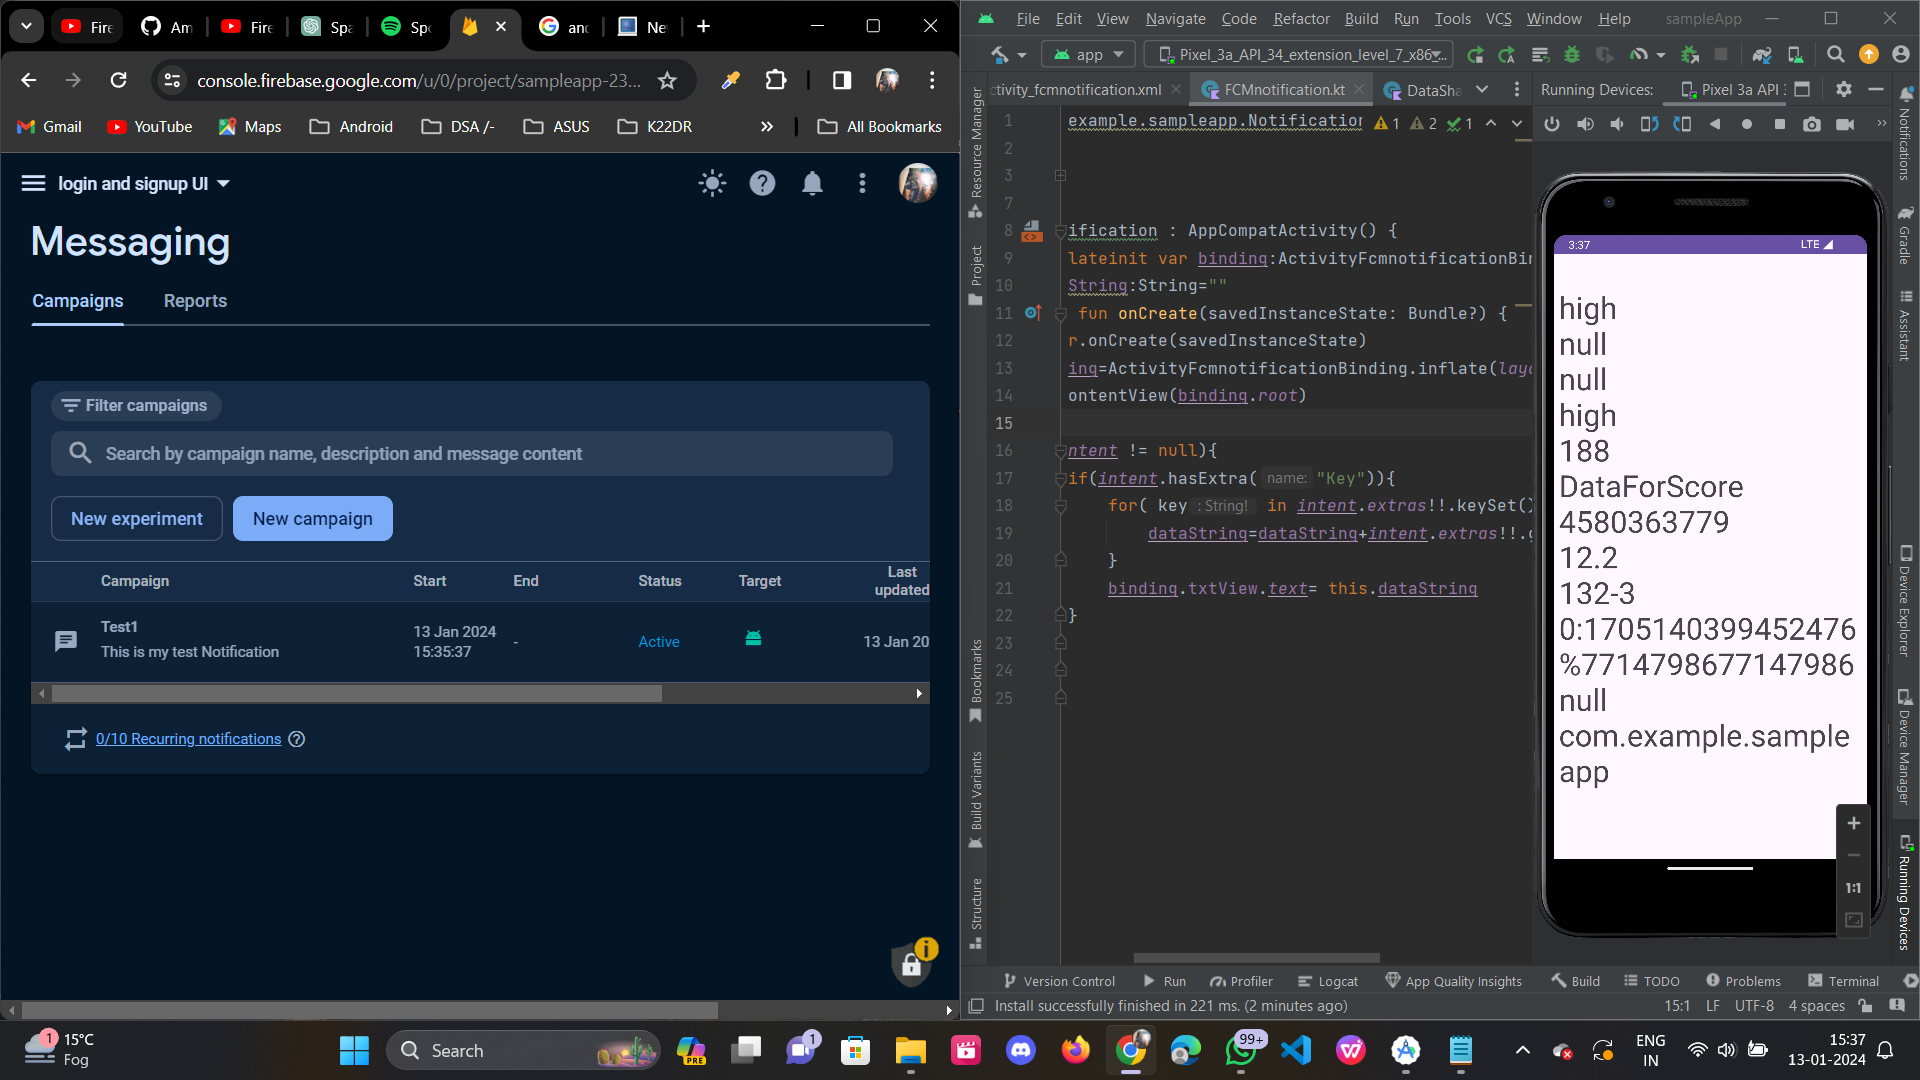 Fire
Am
Fire
Spa
Spo
and
Ne
console.firebase.google.com/u/0/project/sampleapp-23...
Gmail
YouTube
Maps
Android
DSA /-
ASUS
K22DR
»
All Bookmarks
login and signup UI
Messaging
Campaigns
Reports
Filter campaigns
Search by campaign name, description and message content
New experiment
New campaign
Campaign
Start
End
Status
Target
Last updated
Test1
This is my test Notification
13 Jan 2024
15:35:37
-
Active
13 Jan 20
0/10 Recurring notifications
File Edit View Navigate Code Refactor Build Run Tools VCS Window Help sampleApp
app
Pixel_3a_API_34_extension_level_7_x86...
ctivity_fcmnotification.xml
FCMnotification.kt
DataSha
Running Devices:
Pixel 3a API 3
1 example.sampleapp.Notification 1 2 1
2
3
7
8 ification : AppCompatActivity() {
9 lateinit var binding:ActivityFcmnotificationBin
10 String:String=""
11 fun onCreate(savedInstanceState: Bundle?) {
12 r.onCreate(savedInstanceState)
13 ing=ActivityFcmnotificationBinding.inflate(layo
14 ontentView(binding.root)
15
16 ntent != null){
17 if(intent.hasExtra( name: "Key")){
18 for( key : String! in intent.extras!!.keySet()
19 dataString=dataString+intent.extras!!.g
20 }
21 binding.txtView.text= this.dataString
22 }
23
24
25
Resource Manager
Project
Bookmarks
Build Variants
Structure
3:37
LTE
high
null
null
high
188
DataForScore
4580363779
12.2
132-3
0:1705140399452476
%7714798677147986
null
com.example.sample
app
1:1
Notifications
Gradle
Assistant
Device Explorer
Device Manager
Running Devices
Version Control
Run
Profiler
Logcat
App Quality Insights
Build
TODO
Problems
Terminal
Install successfully finished in 221 ms. (2 minutes ago)
15:1 LF UTF-8 4 spaces
1
15°C
Fog
Search
PRE
1
99+
ENG
IN
15:37
13-01-2024